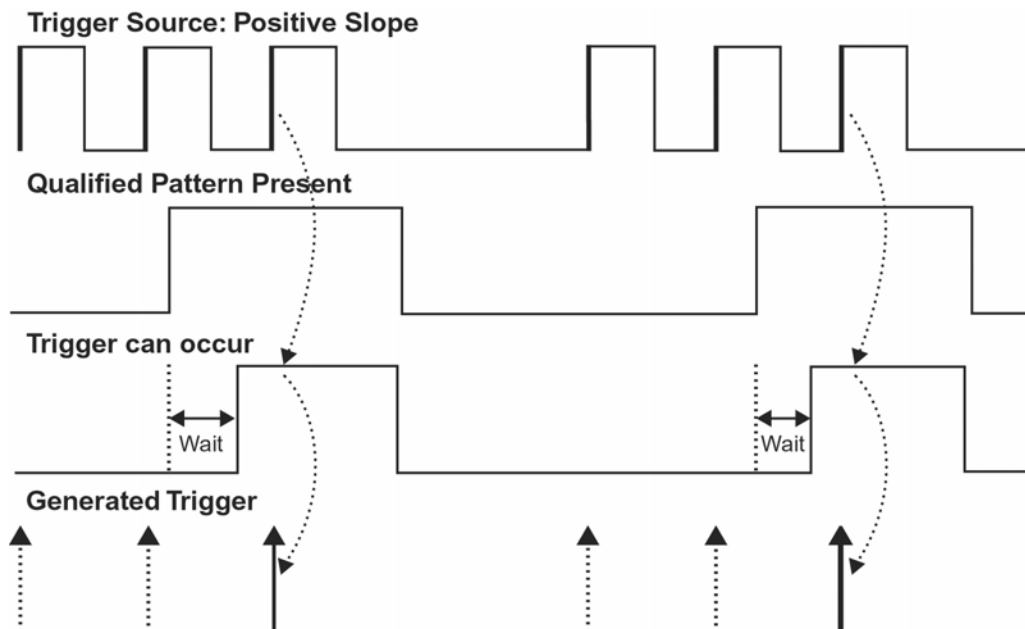 Trigger Source: Positive Slope
Qualified Pattern Present
Trigger can occur
Wait
Wait
Generated Trigger